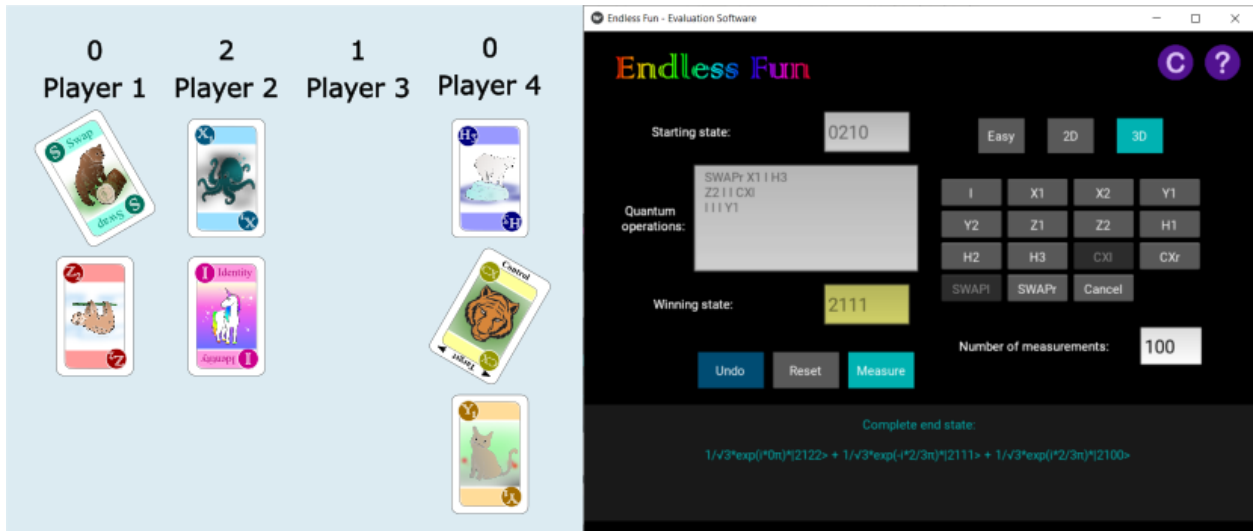 0 2 1 0
Player 1 Player 2 Player 3 Player 4
S Swap
Swap S
X₁
X₁
H₃
H₃
Z₂
Z₂
I Identity
Identity I
Control
CX
CX
Target
Y₁
Y₁
Endless Fun - Evaluation Software
Endless Fun
C ?
Starting state: 0210
Easy 2D 3D
Quantum operations:
SWAPr X1 I H3
Z2 I I CXl
I I I Y1
I X1 X2 Y1
Y2 Z1 Z2 H1
H2 H3 CXl CXr
SWAPl SWAPr Cancel
Winning state: 2111
Number of measurements: 100
Undo Reset Measure
Complete end state:
1/√3*exp(i*0π)*|2122> + 1/√3*exp(-i*2/3π)*|2111> + 1/√3*exp(i*2/3π)*|2100>